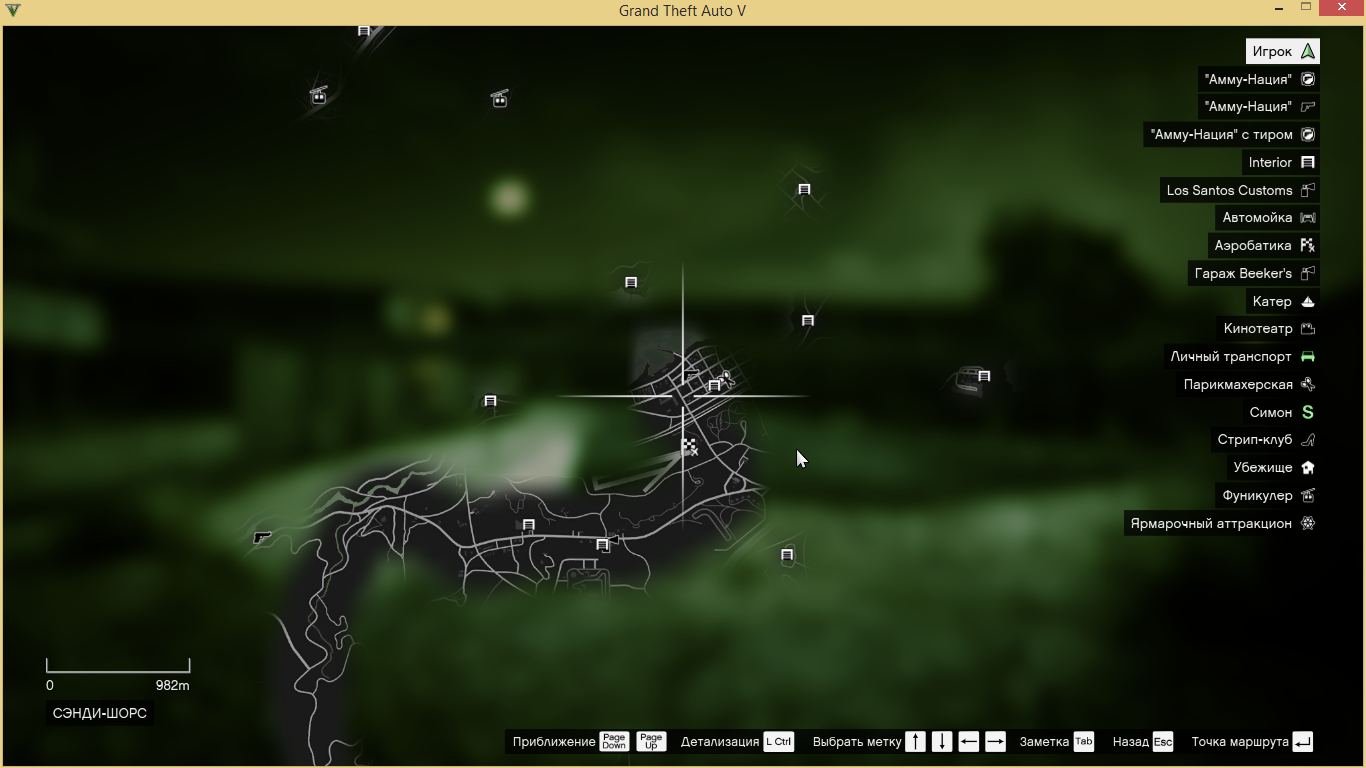 Grand Theft Auto V
Игрок
"Амму-Нация"
"Амму-Нация"
"Амму-Нация" с тиром
Interior
Los Santos Customs
Автомойка
Аэробатика
Гараж Beeker's
Катер
Кинотеатр
Личный транспорт
Парикмахерская
Симон S
Стрип-клуб
Убежище
Фуникулер
Ярмарочный аттракцион
0 982m
СЭНДИ-ШОРС
Приближение Page Down Page Up Детализация L Ctrl Выбрать метку ↑ ↓ ← → Заметка Tab Назад Esc Точка маршрута